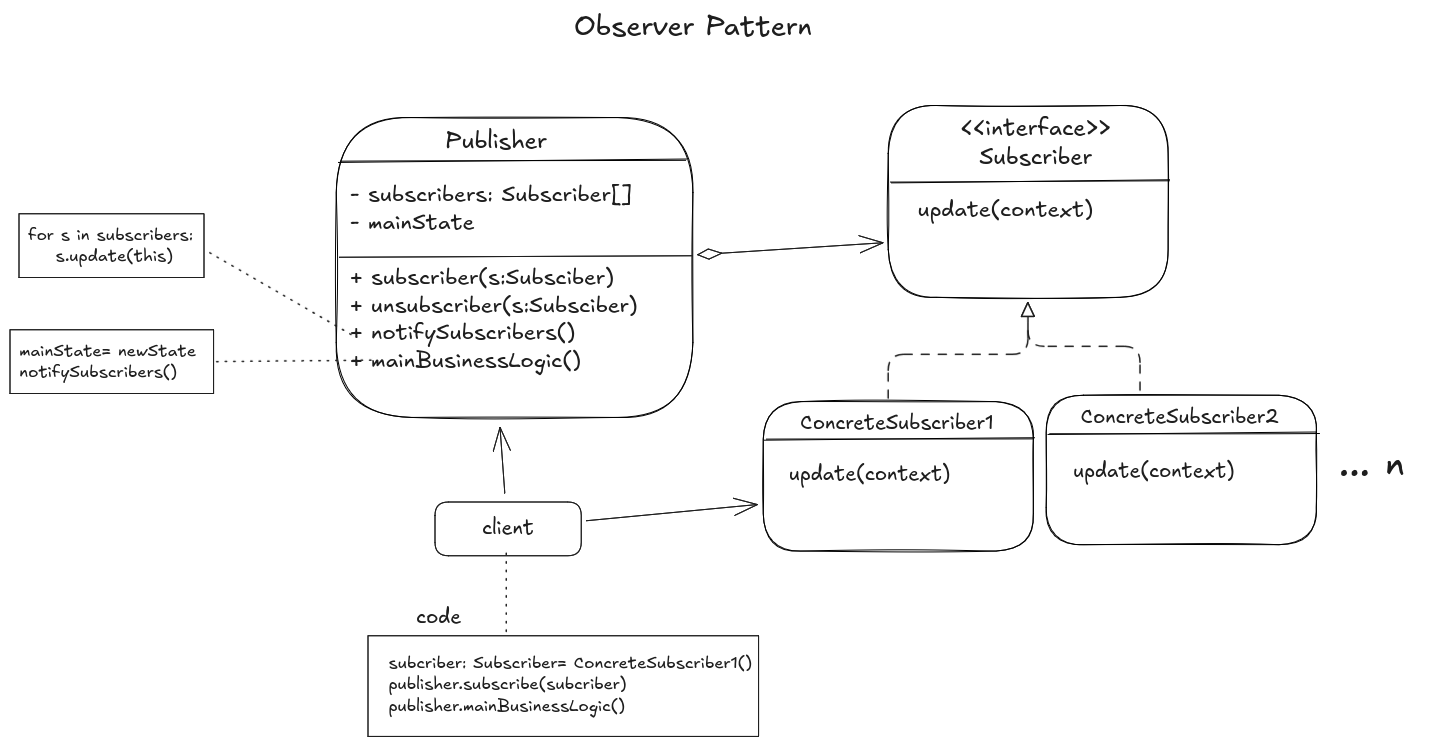 Observer Pattern
Publisher
- subscribers: Subscriber[]
- mainState
+ subscriber(s:Subsciber)
+ unsubscriber(s:Subsciber)
+ notifySubscribers()
+ mainBusinessLogic()
<<interface>>
Subscriber
update(context)
for s in subscribers:
s.update(this)
mainState= newState
notifySubscribers()
ConcreteSubscriber1
update(context)
ConcreteSubscriber2
update(context)
... n
client
code
subcriber: Subscriber= ConcreteSubscriber1()
publisher.subscribe(subcriber)
publisher.mainBusinessLogic()